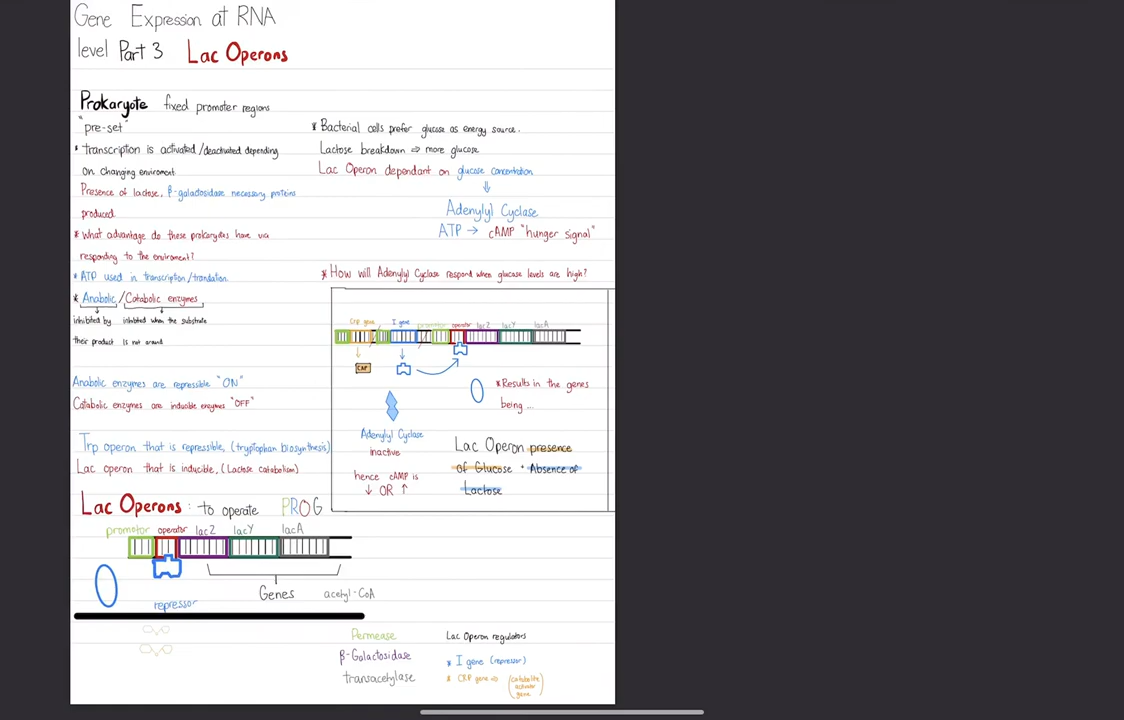 Gene Expression at RNA
level Part 3 Lac Operons
Prokaryote fixed promoter regions
"pre-set"
* transcription is activated/deactivated depending
on changing enviroment.
Presence of lactose, β-galactosidase necessary proteins
produced.
* What advantage do these prokaryotes have via
responding to the enviroment?
* ATP used in transcription/translation.
* Anabolic / Catabolic enzymes
inhibited by inhibited when the substrate
their product is not around
Anabolic enzymes are repressible "ON"
Catabolic enzymes are inducible enzymes "OFF"
Trp operon that is repressible, (tryptophan biosynthesis)
Lac operon that is inducible, (Lactose catabolism)
* Bacterial cells prefer glucose as energy source.
Lactose breakdown ⇒ more glucose
Lac Operon dependant on glucose concentration
⇓
Adenylyl Cyclase
ATP → cAMP "hunger signal"
* How will Adenylyl Cyclase respond when glucose levels are high?
CRP gene I gene promotor operator lacZ lacY lacA
CAP
* Results in the genes
being ...
Adenylyl Cyclase
inactive
hence cAMP is
↓ OR ↑
Lac Operon presence
of Glucose + Absence of
Lactose
Lac Operons: to operate PROG
promotor operator lacZ lacY lacA
Genes acetyl-CoA
repressor
Permease
β-Galactosidase
transacetylase
Lac Operon regulators
* I gene (repressor)
* CRP gene ⇒ (catabolite
activator
gene)